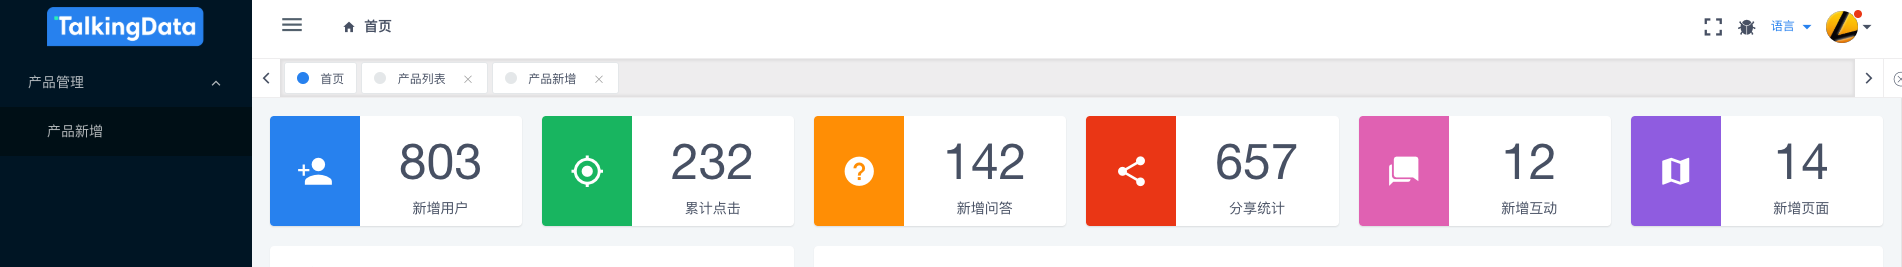 TalkingData
首页
语言
产品管理
产品新增
首页
产品列表
产品新增
803
新增用户
232
累计点击
142
新增问答
657
分享统计
12
新增互动
14
新增页面